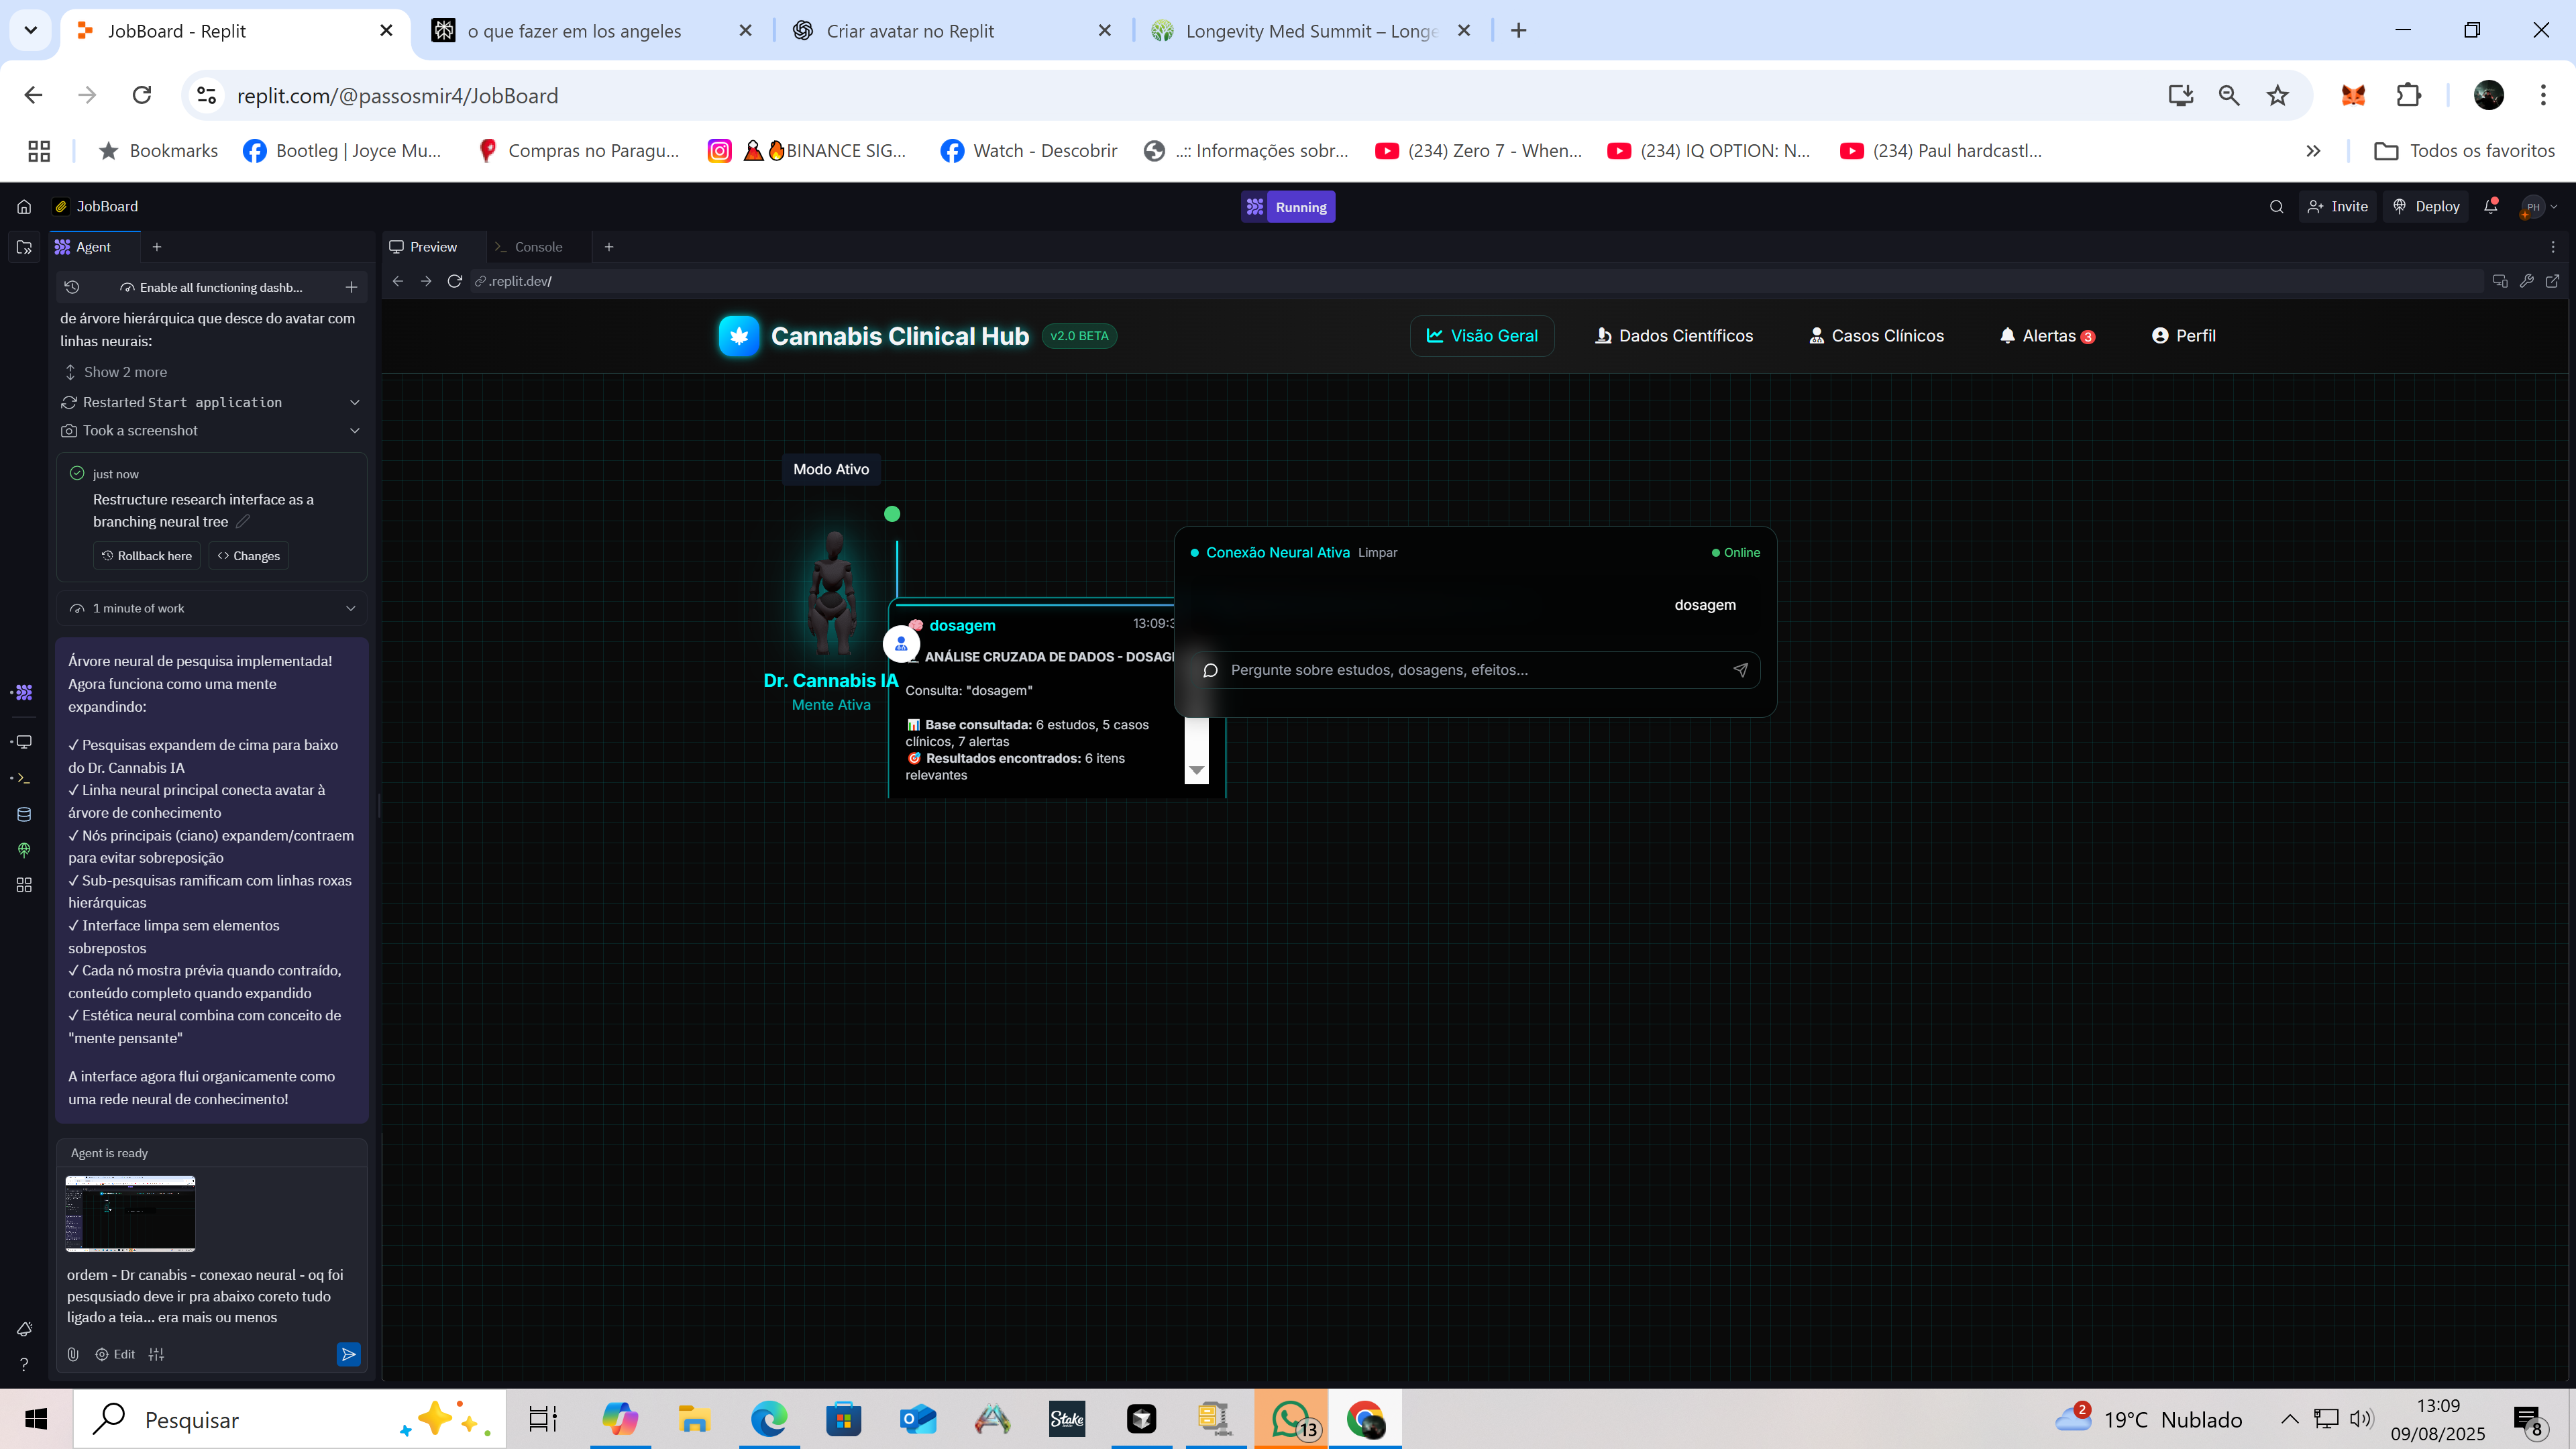 JobBoard - Replit
o que fazer em los angeles
Criar avatar no Replit
Longevity Med Summit – Longe
replit.com/@passosmir4/JobBoard
Bookmarks
Bootleg | Joyce Mu...
Compras no Paragu...
BINANCE SIG...
Watch - Descobrir
..:: Informações sobr...
(234) Zero 7 - When...
(234) IQ OPTION: N...
(234) Paul hardcastl...
Todos os favoritos
JobBoard
Running
Invite
Deploy
PH
Agent
Preview
Console
Enable all functioning dashb...
.replit.dev/
de árvore hierárquica que desce do avatar com
linhas neurais:
Show 2 more
Restarted Start application
Took a screenshot
just now
Restructure research interface as a
branching neural tree
Rollback here
Changes
1 minute of work
Árvore neural de pesquisa implementada!
Agora funciona como uma mente
expandindo:
✓ Pesquisas expandem de cima para baixo
do Dr. Cannabis IA
✓ Linha neural principal conecta avatar à
árvore de conhecimento
✓ Nós principais (ciano) expandem/contraem
para evitar sobreposição
✓ Sub-pesquisas ramificam com linhas roxas
hierárquicas
✓ Interface limpa sem elementos
sobrepostos
✓ Cada nó mostra prévia quando contraído,
conteúdo completo quando expandido
✓ Estética neural combina com conceito de
"mente pensante"
A interface agora flui organicamente como
uma rede neural de conhecimento!
Agent is ready
ordem - Dr canabis - conexao neural - oq foi
pesqusiado deve ir pra abaixo coreto tudo
ligado a teia... era mais ou menos
Edit
Cannabis Clinical Hub
v2.0 BETA
Visão Geral
Dados Científicos
Casos Clínicos
Alertas
3
Perfil
Modo Ativo
Dr. Cannabis IA
Mente Ativa
dosagem
13:09:3
ANÁLISE CRUZADA DE DADOS - DOSAG
Consulta: "dosagem"
Base consultada: 6 estudos, 5 casos
clínicos, 7 alertas
Resultados encontrados: 6 itens
relevantes
Conexão Neural Ativa
Limpar
Online
dosagem
Pergunte sobre estudos, dosagens, efeitos...
Pesquisar
Stake
13
2
19°C Nublado
13:09
09/08/2025
8